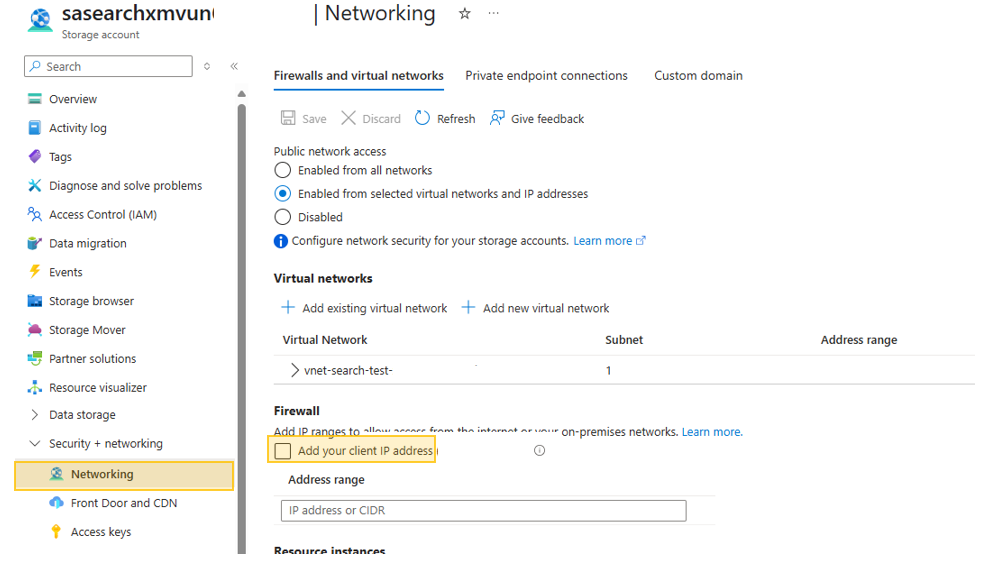 sasearchxmvun | Networking
Storage account
Search
Overview
Activity log
Tags
Diagnose and solve problems
Access Control (IAM)
Data migration
Events
Storage browser
Storage Mover
Partner solutions
Resource visualizer
Data storage
Security + networking
Networking
Front Door and CDN
Access keys
Firewalls and virtual networks Private endpoint connections Custom domain
Save Discard Refresh Give feedback
Public network access
Enabled from all networks
Enabled from selected virtual networks and IP addresses
Disabled
Configure network security for your storage accounts. Learn more
Virtual networks
Add existing virtual network Add new virtual network
Virtual Network Subnet Address range
vnet-search-test- 1
Firewall
Add IP ranges to allow access from the internet or your on-premises networks. Learn more.
Add your client IP address
Address range
IP address or CIDR
Resource instances